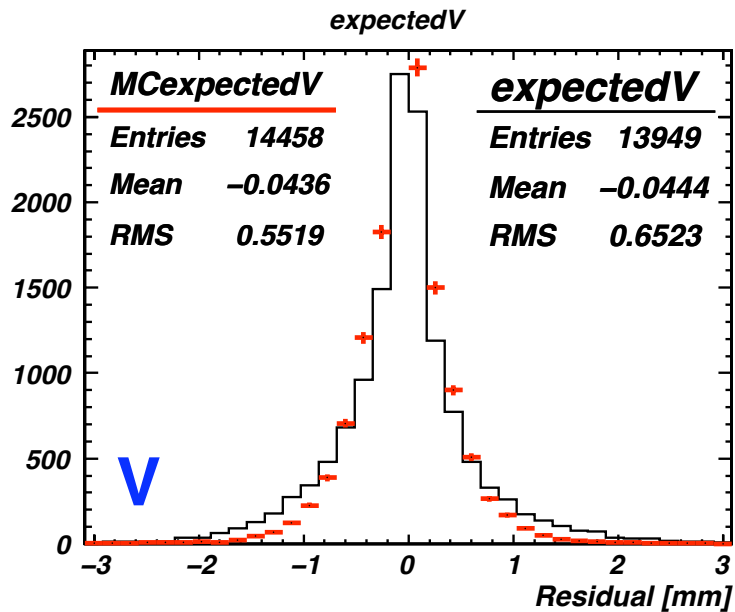 expectedV
MCexpectedV
Entries 14458
Mean −0.0436
RMS 0.5519
expectedV
Entries 13949
Mean −0.0444
RMS 0.6523
2500
2000
1500
1000
500
0
V
−3 −2 −1 0 1 2 3
Residual [mm]